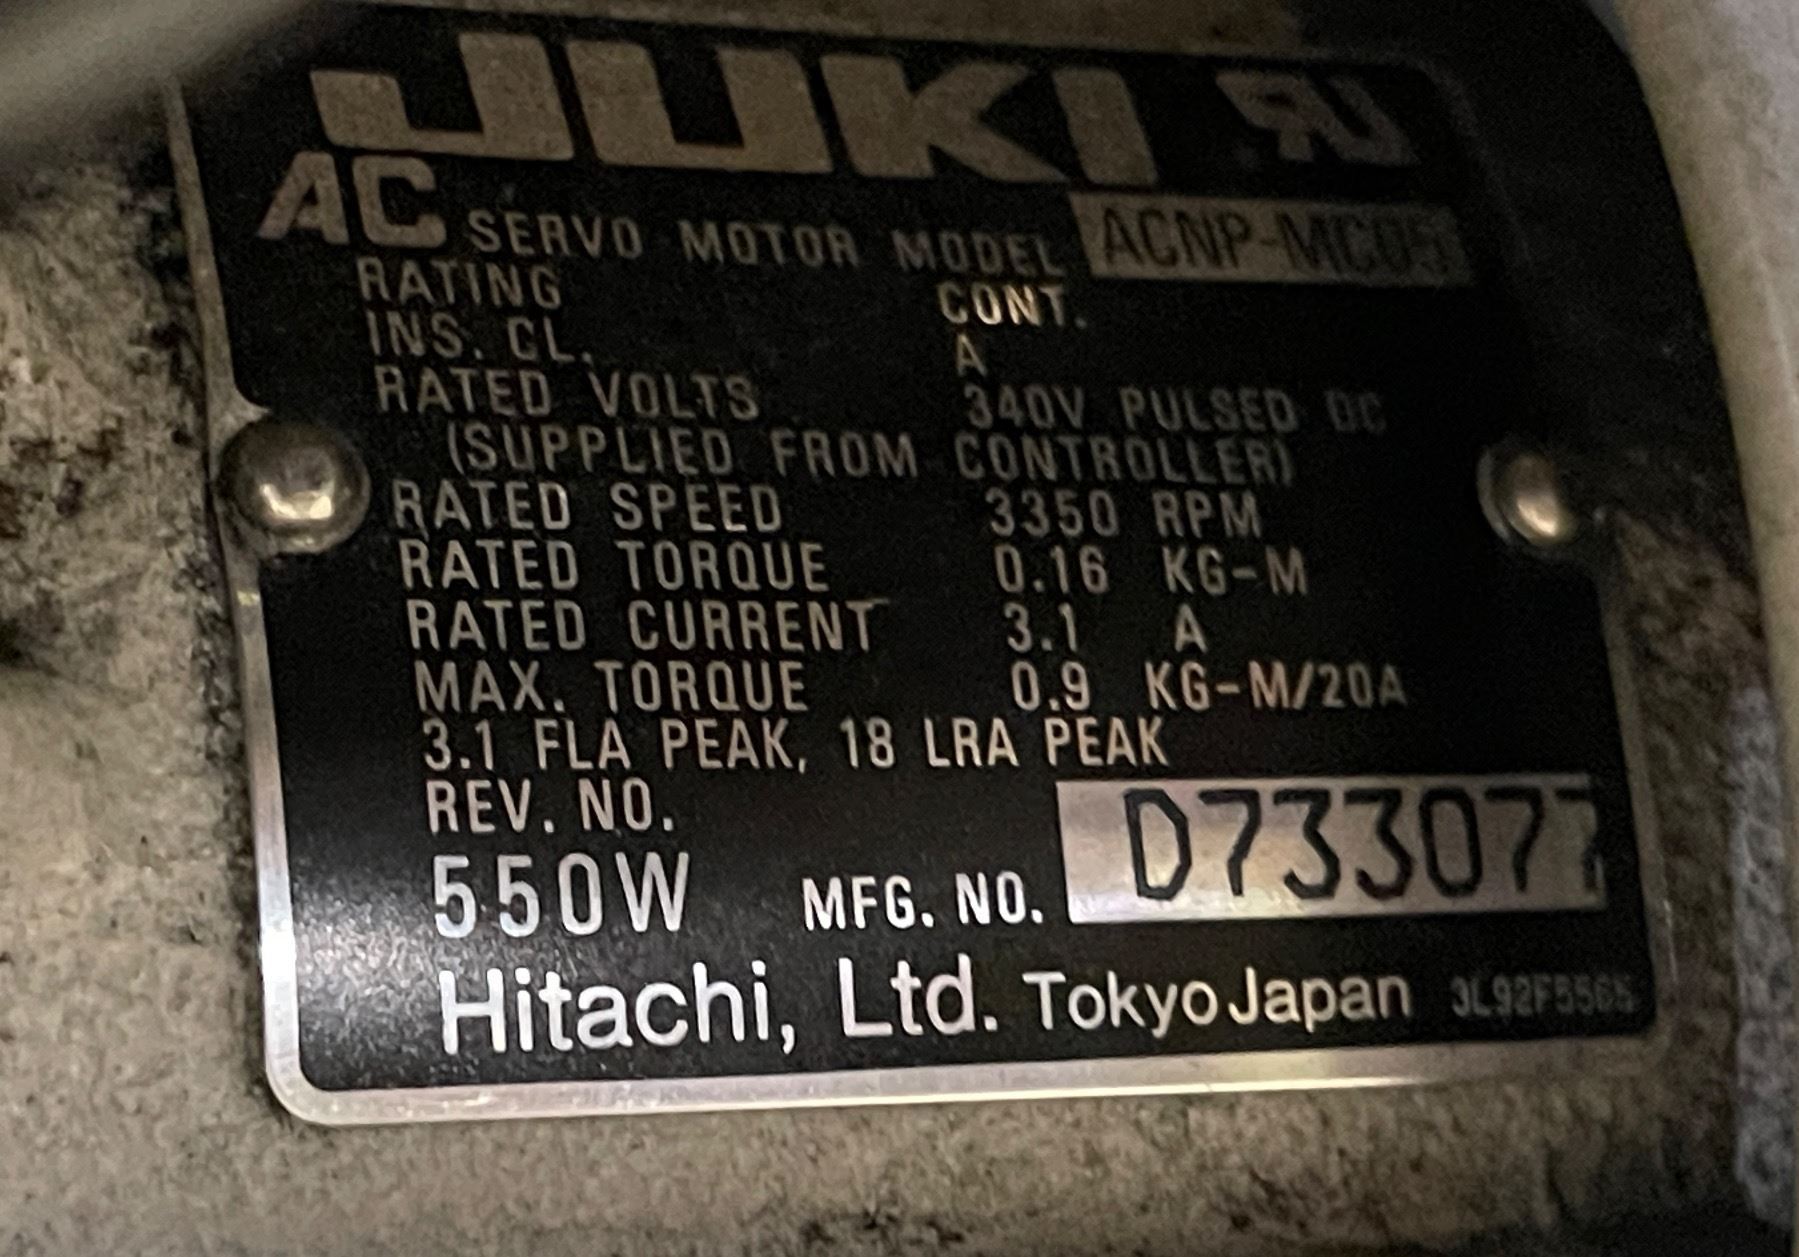 JUKI
AC SERVO MOTOR MODEL ACNP-MC05
RATING CONT.
INS. CL. A
RATED VOLTS 340V PULSED DC
(SUPPLIED FROM CONTROLLER)
RATED SPEED 3350 RPM
RATED TORQUE 0.16 KG-M
RATED CURRENT 3.1 A
MAX. TORQUE 0.9 KG-M/20A
3.1 FLA PEAK, 18 LRA PEAK
REV. NO.
550W MFG. NO. D733077
Hitachi, Ltd. Tokyo Japan